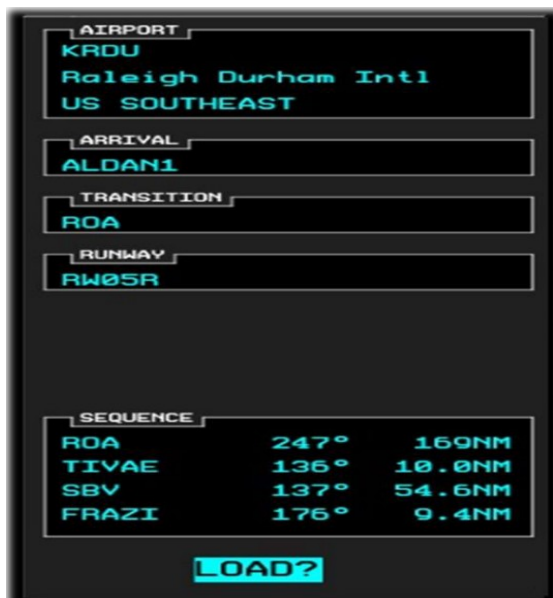 AIRPORT
KRDU
Raleigh Durham Intl
US SOUTHEAST
ARRIVAL
ALDAN1
TRANSITION
ROA
RUNWAY
RW05R
SEQUENCE
ROA 247° 169NM
TIVAE 136° 10.0NM
SBV 137° 54.6NM
FRAZI 176° 9.4NM
LOAD?